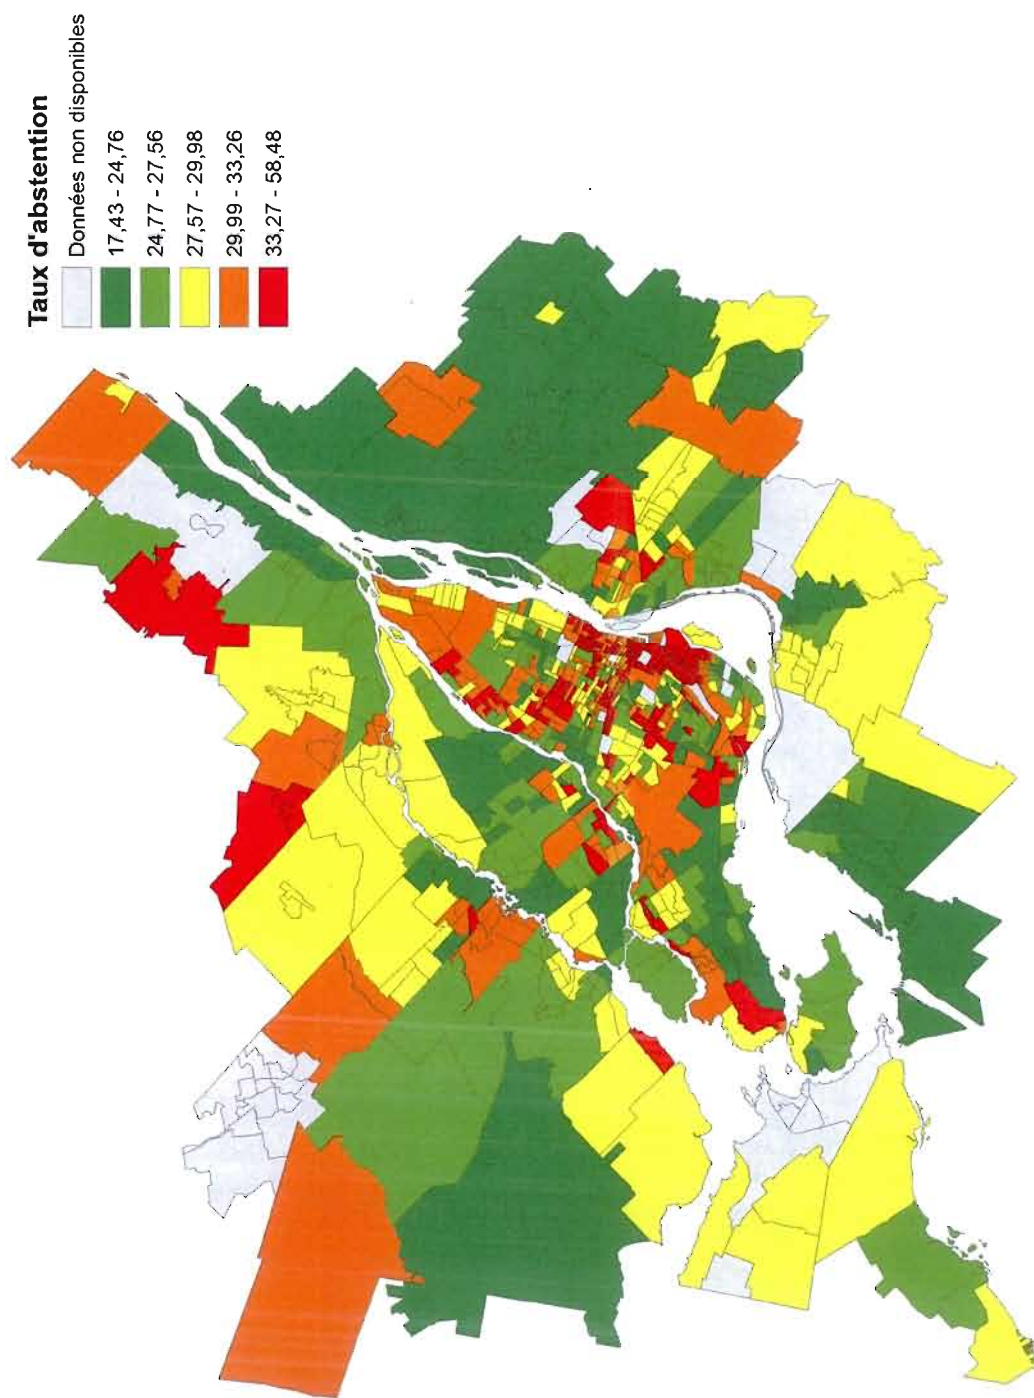 Taux d'abstention
Données non disponibles
17,43 - 24,76
24,77 - 27,56
27,57 - 29,98
29,99 - 33,26
33,27 - 58,48